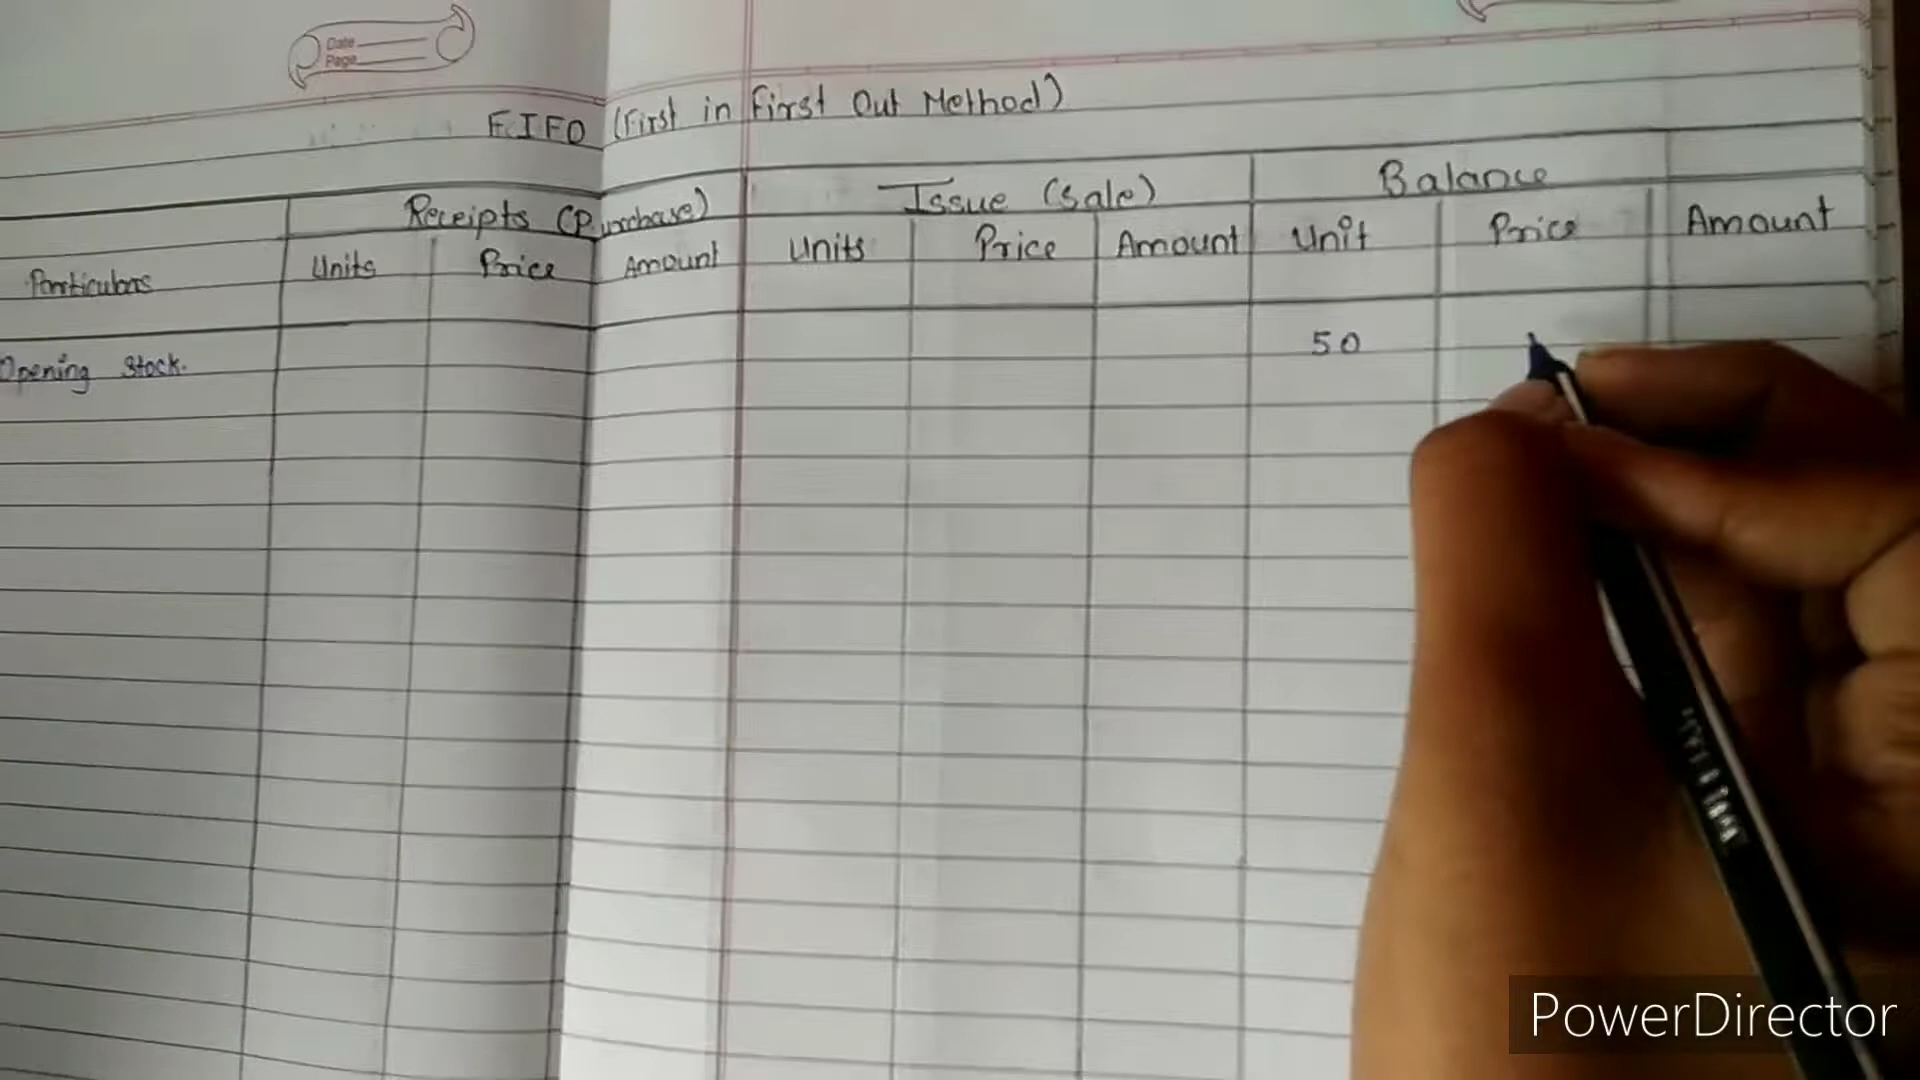 Date
Page
FIFO (First in First Out Method)
Receipts (Purchase) Issue (Sale) Balance
Particulars Units Price Amount Units Price Amount Unit Price Amount
Opening Stock. 50
PowerDirector